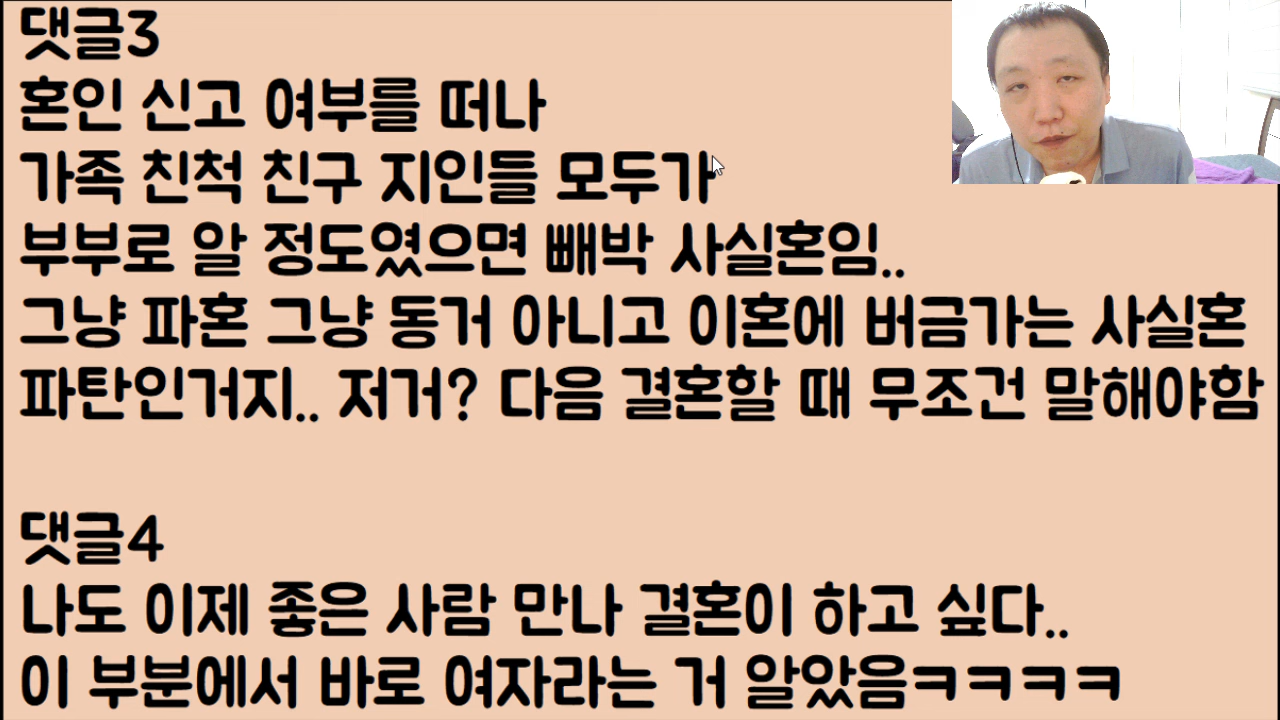 댓글3
혼인 신고 여부를 떠나
가족 친척 친구 지인들 모두가
부부로 알 정도였으면 빼박 사실혼임..
그냥 파혼 그냥 동거 아니고 이혼에 버금가는 사실혼
파탄인거지.. 저거? 다음 결혼할 때 무조건 말해야함
댓글4
나도 이제 좋은 사람 만나 결혼이 하고 싶다..
이 부분에서 바로 여자라는 거 알았음ㅋㅋㅋㅋ